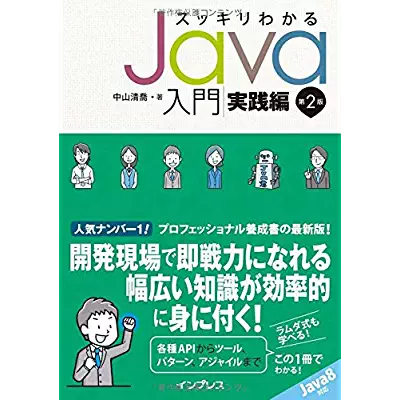 スッキリわかる
Java
中山清喬・著
入門 実践編 第2版
人気ナンバー1！ プロフェッショナル養成書の最新版！
開発現場で即戦力になれる
幅広い知識が効率的
に身に付く！
ラムダ式も
学べる！
各種APIからツール、
パターン、アジャイルまで
この1冊で
わかる！
インプレス
Java8
対応